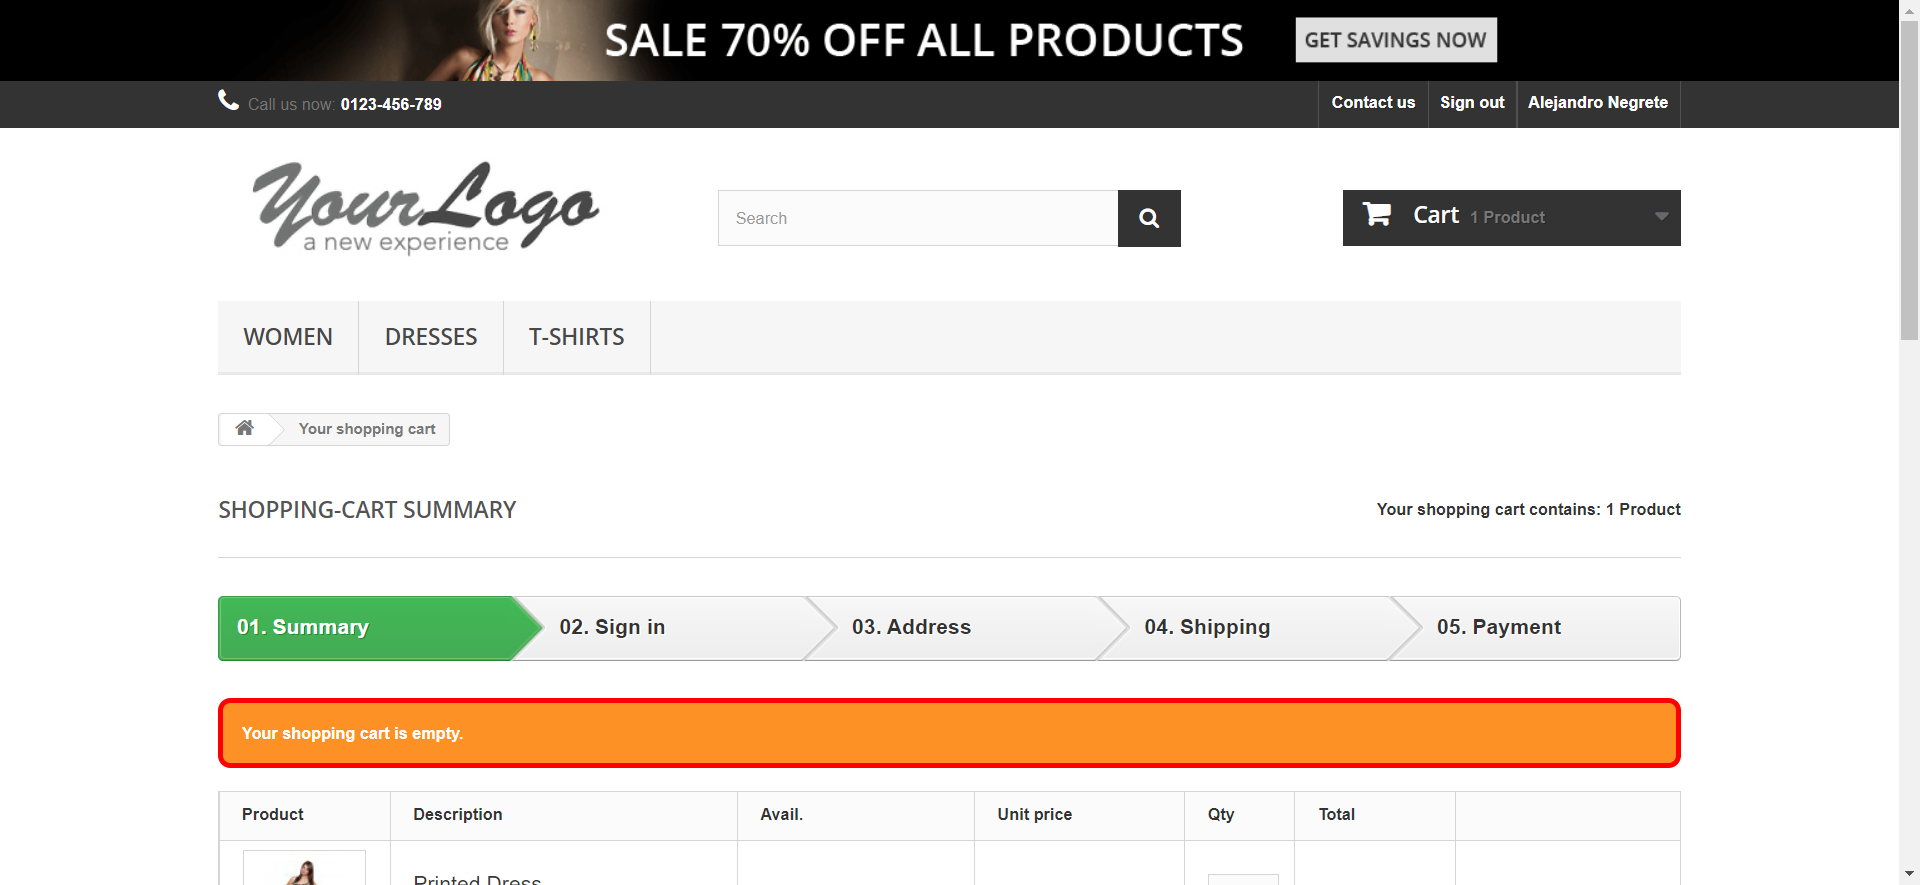 SALE 70% OFF ALL PRODUCTS GET SAVINGS NOW
Call us now: 0123-456-789 Contact us Sign out Alejandro Negrete
YourLogo
a new experience
Search
Cart 1 Product
WOMEN DRESSES T-SHIRTS
Your shopping cart
SHOPPING-CART SUMMARY Your shopping cart contains: 1 Product
01. Summary 02. Sign in 03. Address 04. Shipping 05. Payment
Your shopping cart is empty.
Product Description Avail. Unit price Qty Total
Printed Dress